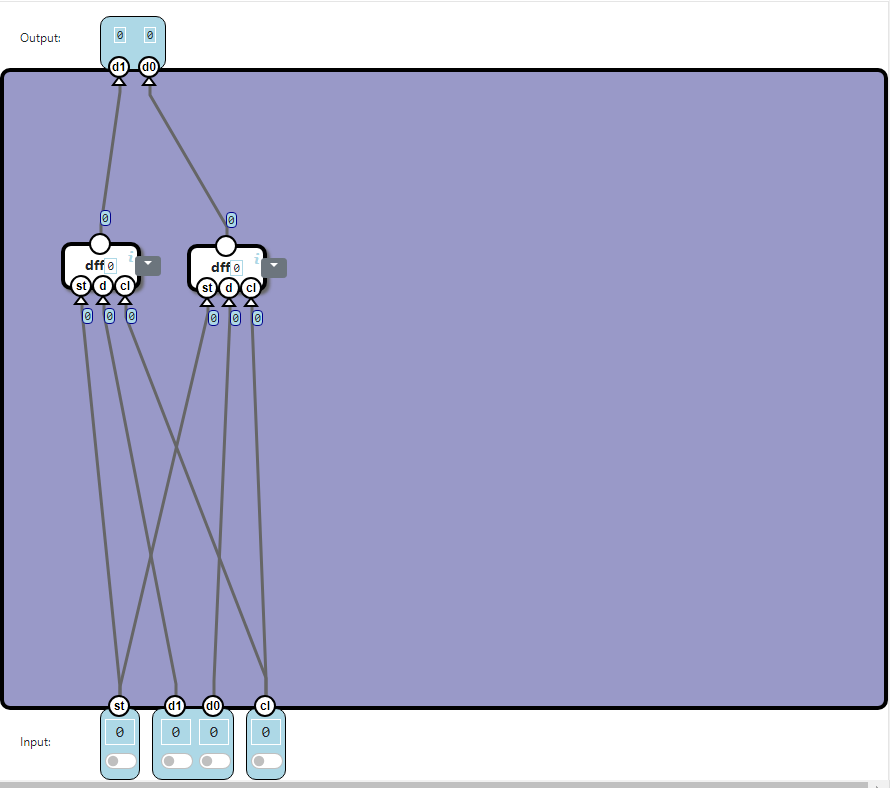 Output:
0 0
d1 d0
0 0
i i
dff 0 dff 0
st d cl st d cl
0 0 0 0 0 0
st d1 d0 cl
Input:
0 0 0 0